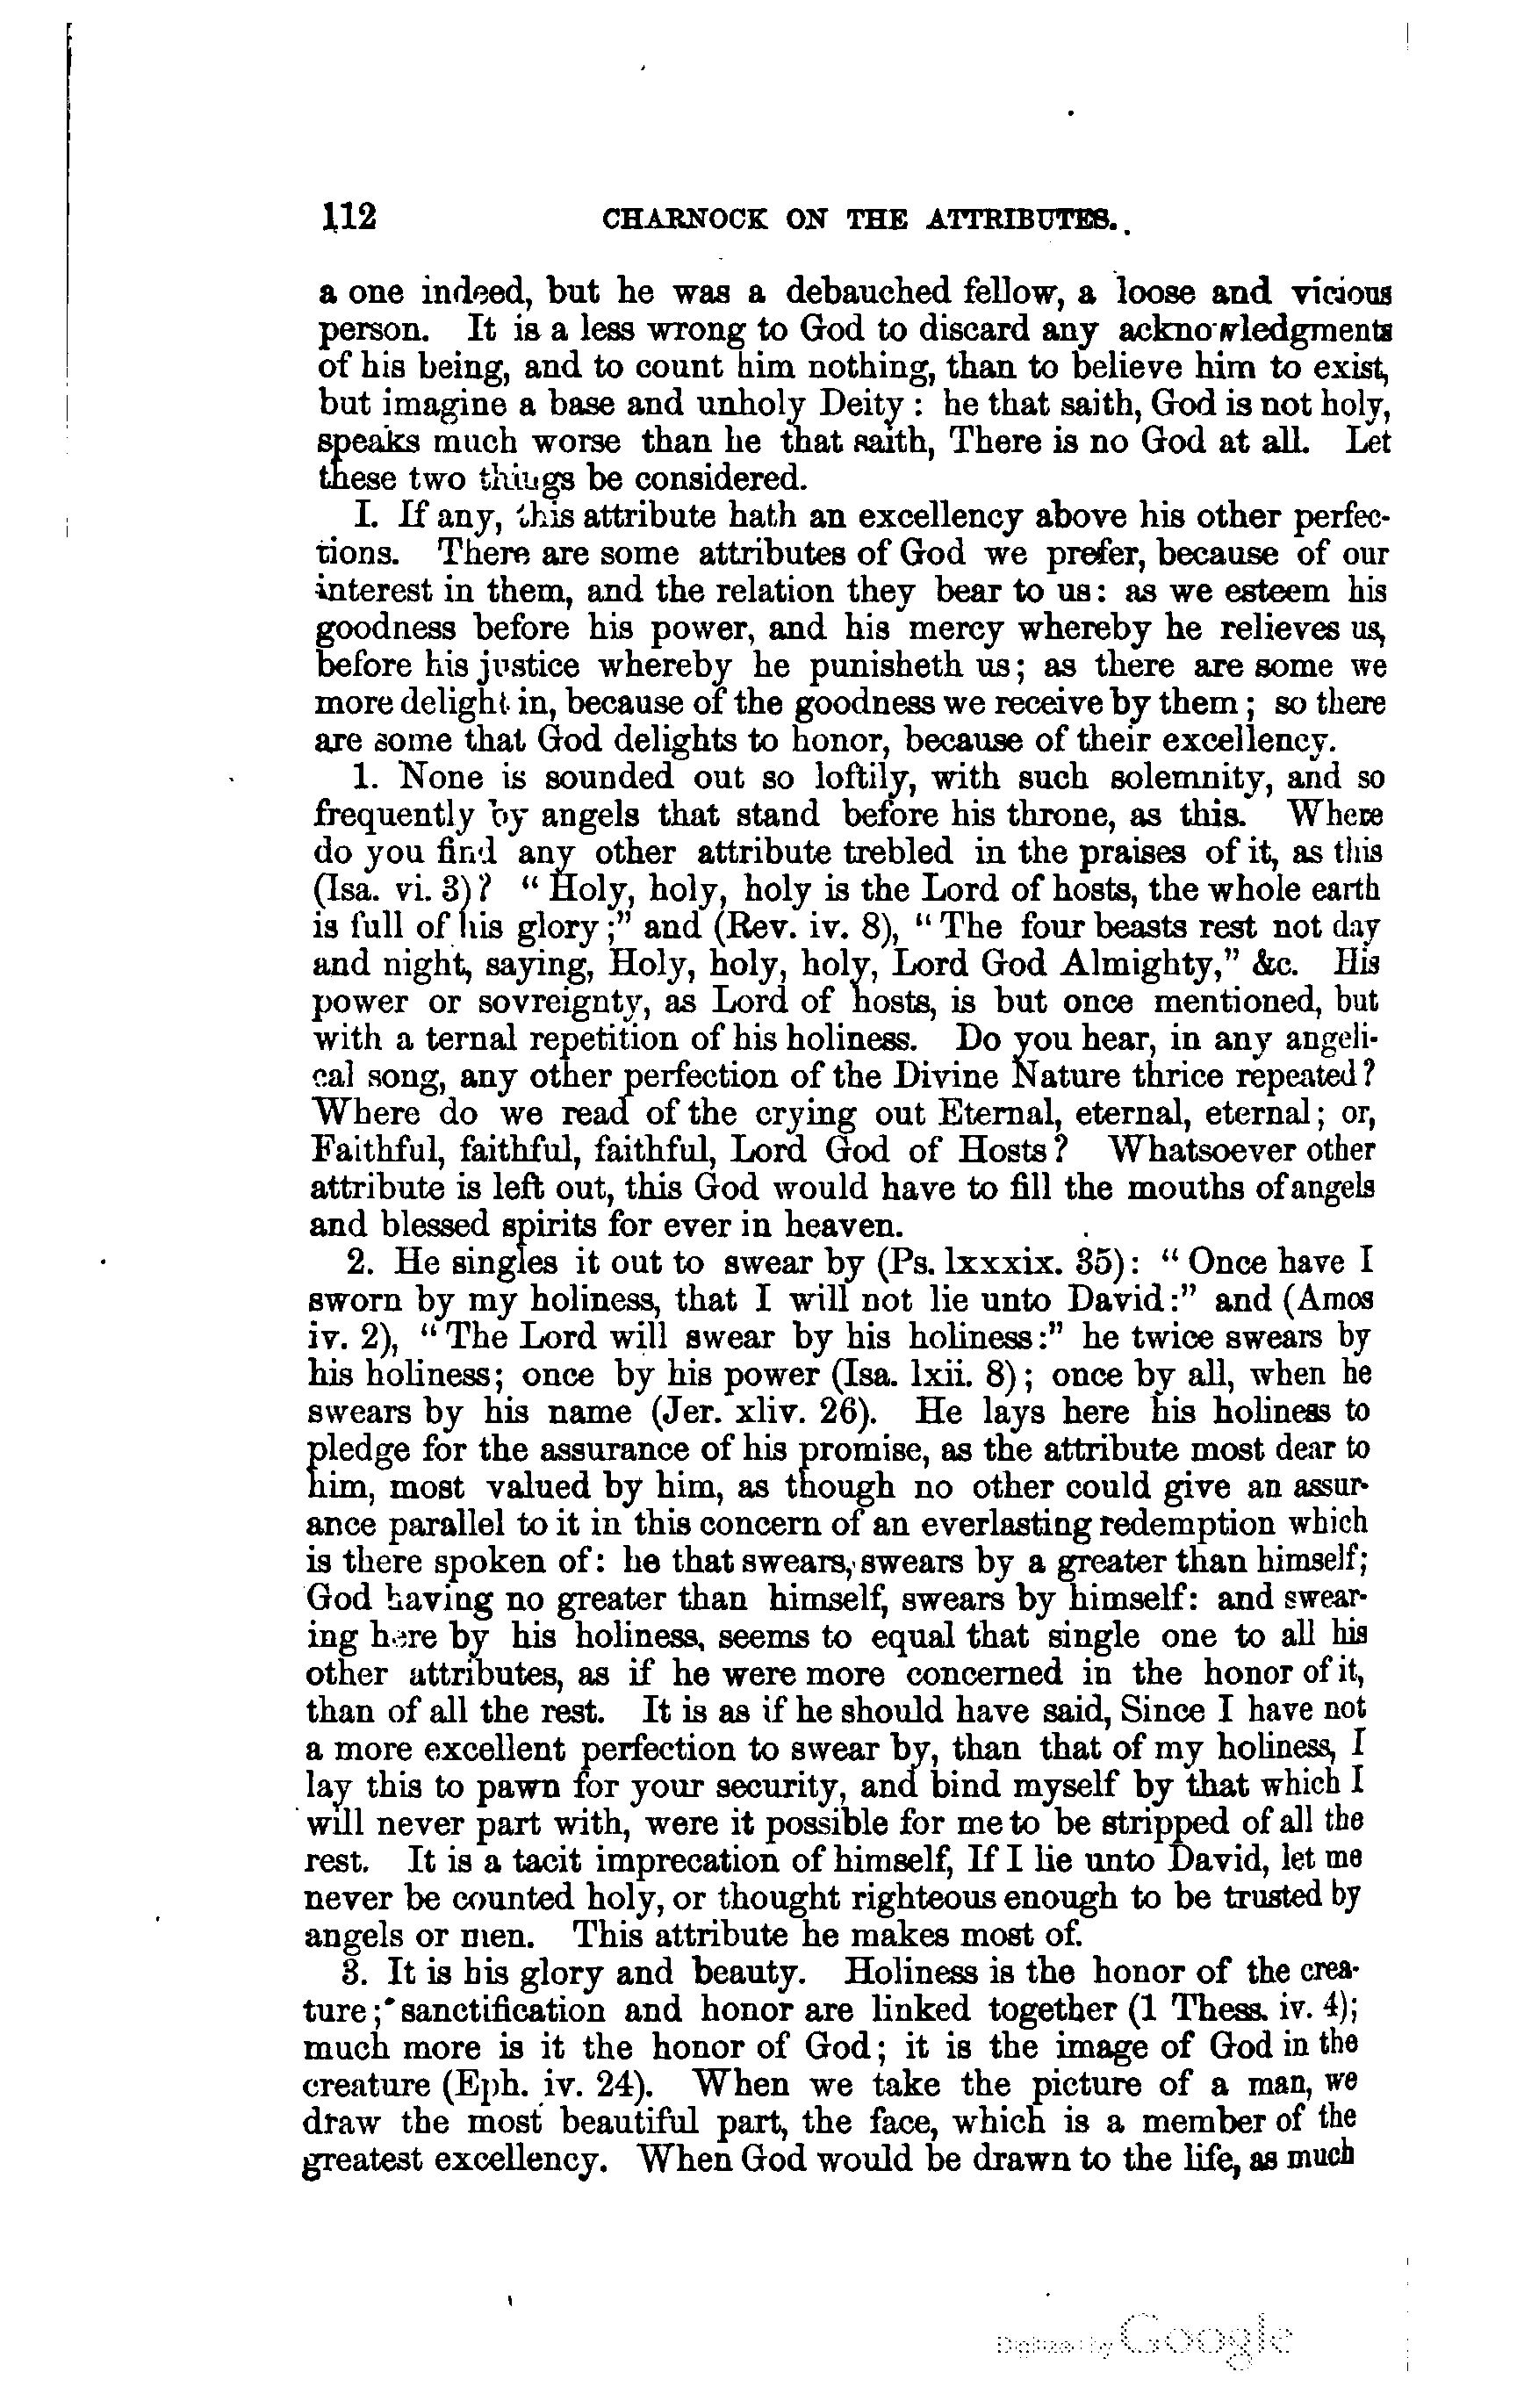 112 CHARNOCK ON THE ATTRIBUTES.
a one indeed, but he was a debauched fellow, a loose and vicious
person. It is a less wrong to God to discard any acknowledgments
of his being, and to count him nothing, than to believe him to exist,
but imagine a base and unholy Deity : he that saith, God is not holy,
speaks much worse than he that saith, There is no God at all. Let
these two things be considered.
I. If any, this attribute hath an excellency above his other perfec-
tions. There are some attributes of God we prefer, because of our
interest in them, and the relation they bear to us: as we esteem his
goodness before his power, and his mercy whereby he relieves us,
before his justice whereby he punisheth us; as there are some we
more delight in, because of the goodness we receive by them; so there
are some that God delights to honor, because of their excellency.
1. None is sounded out so loftily, with such solemnity, and so
frequently by angels that stand before his throne, as this. Where
do you find any other attribute trebled in the praises of it, as this
(Isa. vi. 3)? "Holy, holy, holy is the Lord of hosts, the whole earth
is full of his glory;" and (Rev. iv. 8), "The four beasts rest not day
and night, saying, Holy, holy, holy, Lord God Almighty," &c. His
power or sovreignty, as Lord of hosts, is but once mentioned, but
with a ternal repetition of his holiness. Do you hear, in any angeli-
cal song, any other perfection of the Divine Nature thrice repeated?
Where do we read of the crying out Eternal, eternal, eternal; or,
Faithful, faithful, faithful, Lord God of Hosts? Whatsoever other
attribute is left out, this God would have to fill the mouths of angels
and blessed spirits for ever in heaven.
2. He singles it out to swear by (Ps. lxxxix. 35): "Once have I
sworn by my holiness, that I will not lie unto David:" and (Amos
iv. 2), "The Lord will swear by his holiness:" he twice swears by
his holiness; once by his power (Isa. lxii. 8); once by all, when he
swears by his name (Jer. xliv. 26). He lays here his holiness to
pledge for the assurance of his promise, as the attribute most dear to
him, most valued by him, as though no other could give an assur-
ance parallel to it in this concern of an everlasting redemption which
is there spoken of: he that swears, swears by a greater than himself;
God having no greater than himself, swears by himself: and swear-
ing here by his holiness, seems to equal that single one to all his
other attributes, as if he were more concerned in the honor of it,
than of all the rest. It is as if he should have said, Since I have not
a more excellent perfection to swear by, than that of my holiness, I
lay this to pawn for your security, and bind myself by that which I
will never part with, were it possible for me to be stripped of all the
rest. It is a tacit imprecation of himself, If I lie unto David, let me
never be counted holy, or thought righteous enough to be trusted by
angels or men. This attribute he makes most of.
3. It is his glory and beauty. Holiness is the honor of the crea-
ture; sanctification and honor are linked together (1 Thess. iv. 4);
much more is it the honor of God; it is the image of God in the
creature (Eph. iv. 24). When we take the picture of a man, we
draw the most beautiful part, the face, which is a member of the
greatest excellency. When God would be drawn to the life, as much
Digitized by Google